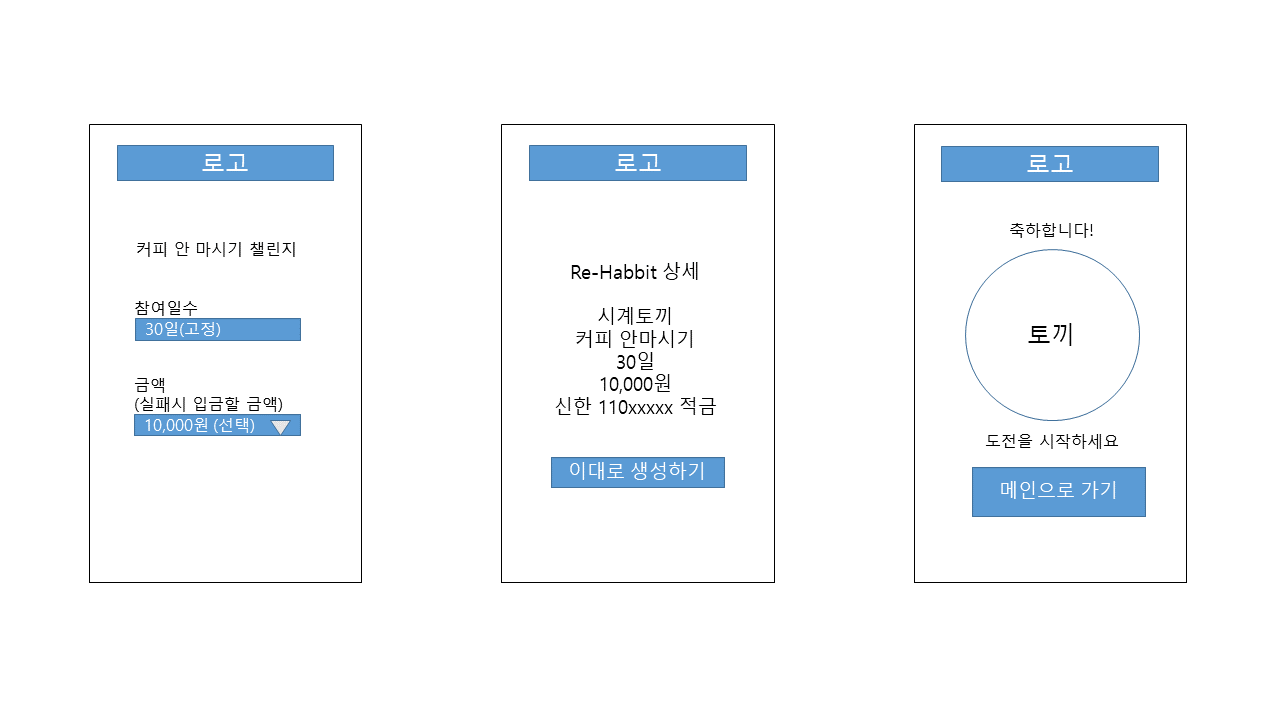 로고
커피 안 마시기 챌린지
참여일수
30일(고정)
금액
(실패시 입금할 금액)
10,000원 (선택)
로고
Re-Habbit 상세
시계토끼
커피 안마시기
30일
10,000원
신한 110xxxxx 적금
이대로 생성하기
로고
축하합니다!
토끼
도전을 시작하세요
메인으로 가기